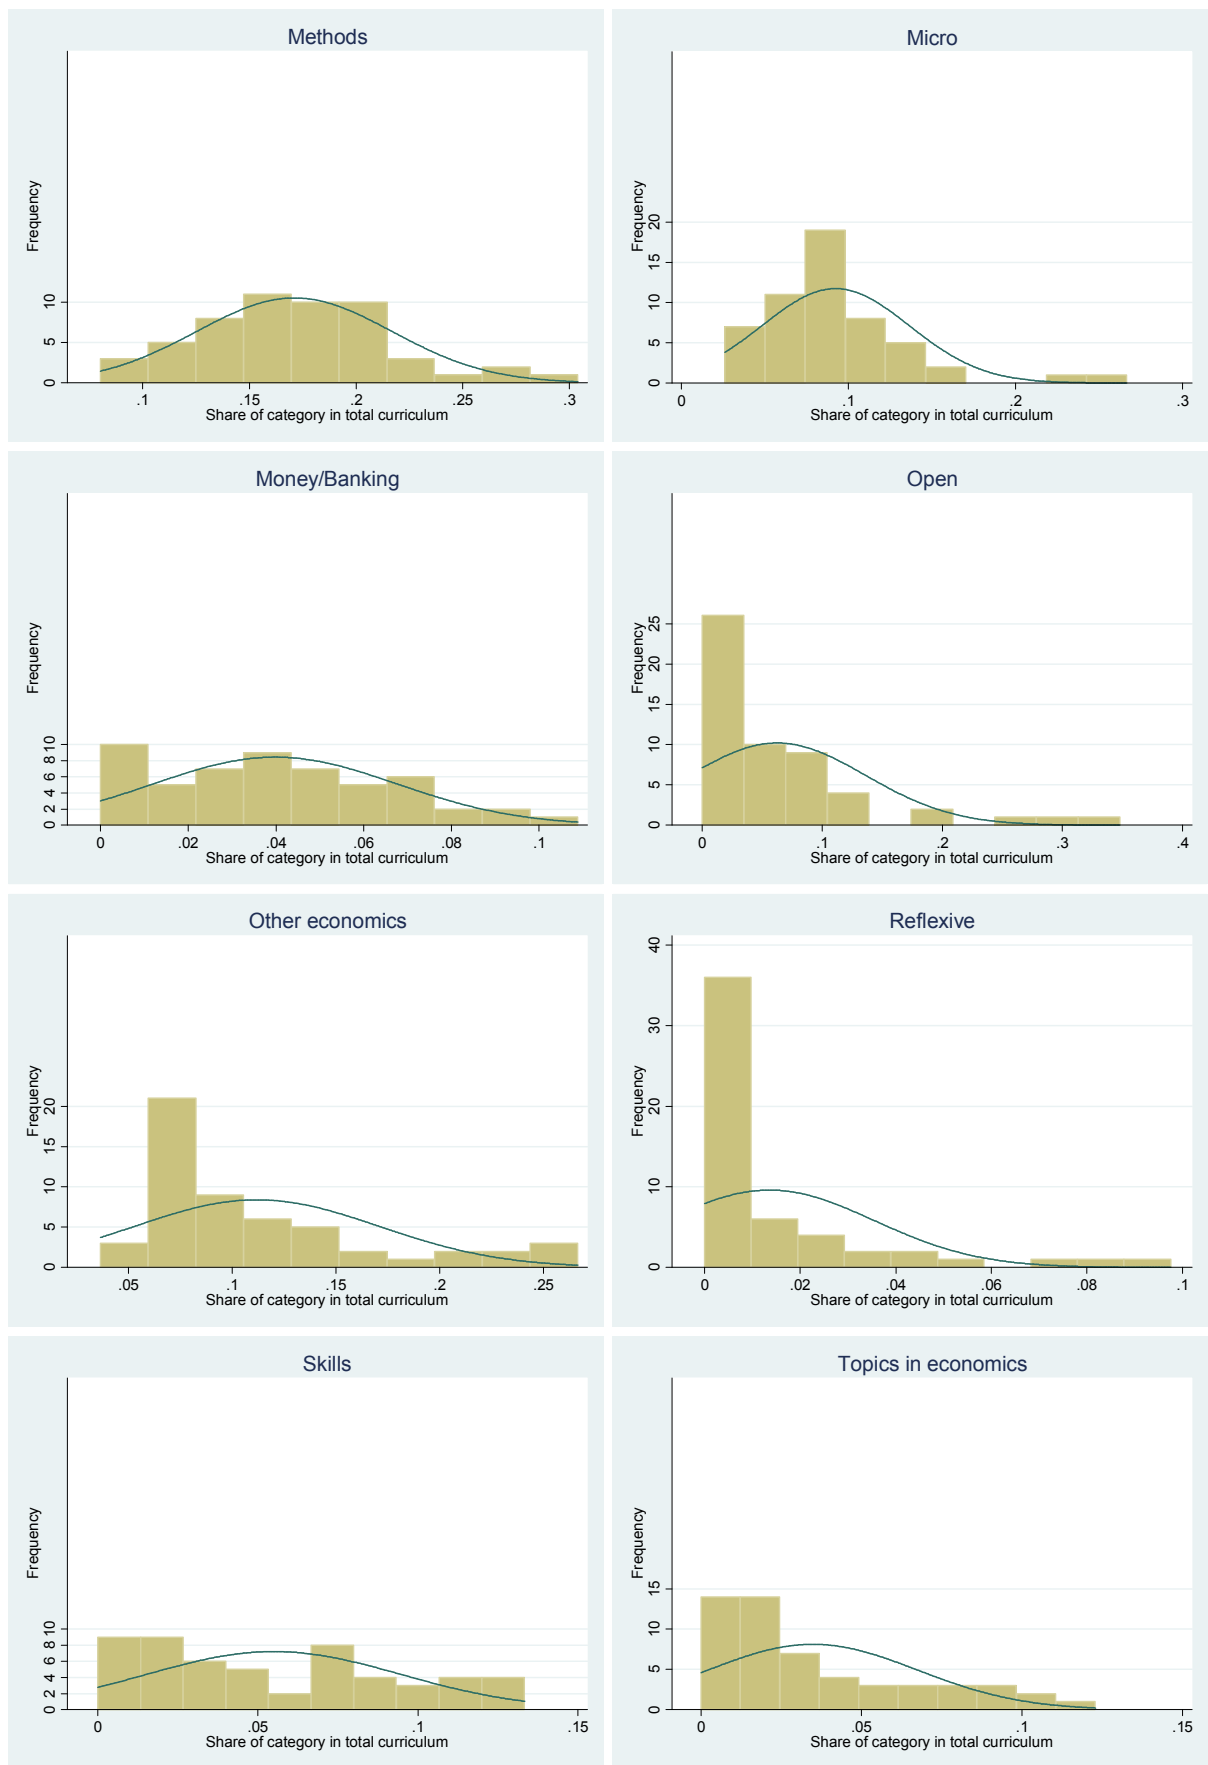 Methods
Frequency
10
5
0
.1 .15 .2 .25 .3
Share of category in total curriculum
Micro
Frequency
20
15
10
5
0
0 .1 .2 .3
Share of category in total curriculum
Money/Banking
Frequency
10
8
6
4
2
0
0 .02 .04 .06 .08 .1
Share of category in total curriculum
Open
Frequency
25
20
15
10
5
0
0 .1 .2 .3 .4
Share of category in total curriculum
Other economics
Frequency
20
15
10
5
0
.05 .1 .15 .2 .25
Share of category in total curriculum
Reflexive
Frequency
40
30
20
10
0
0 .02 .04 .06 .08 .1
Share of category in total curriculum
Skills
Frequency
10
8
6
4
2
0
0 .05 .1 .15
Share of category in total curriculum
Topics in economics
Frequency
15
10
5
0
0 .05 .1 .15
Share of category in total curriculum